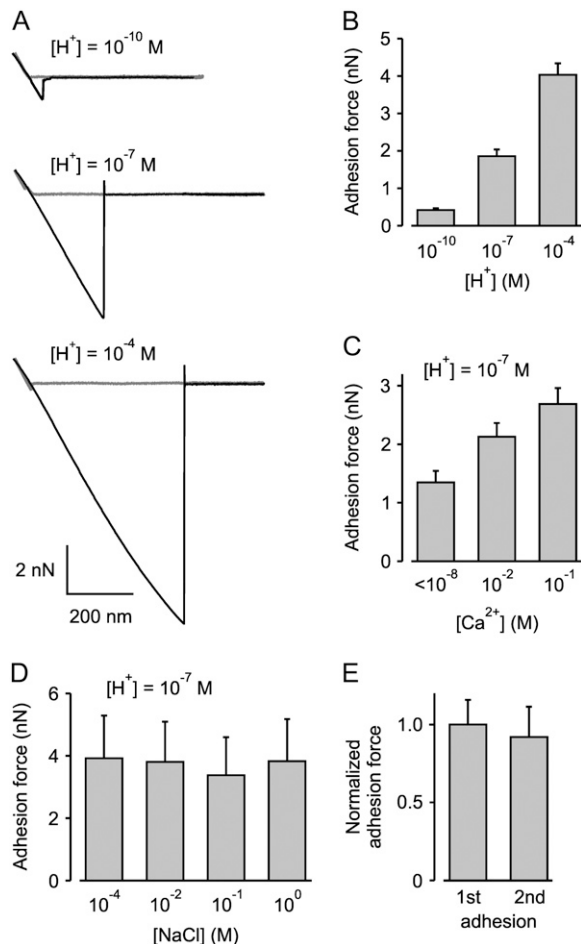 A
[H⁺] = 10⁻¹⁰ M
[H⁺] = 10⁻⁷ M
[H⁺] = 10⁻⁴ M
2 nN
200 nm
B
Adhesion force (nN)
5
4
3
2
1
0
10⁻¹⁰ 10⁻⁷ 10⁻⁴
[H⁺] (M)
C
[H⁺] = 10⁻⁷ M
Adhesion force (nN)
3
2
1
0
<10⁻⁸ 10⁻² 10⁻¹
[Ca²⁺] (M)
D
[H⁺] = 10⁻⁷ M
Adhesion force (nN)
6
4
2
0
10⁻⁴ 10⁻² 10⁻¹ 10⁰
[NaCl] (M)
E
Normalized
adhesion force
1.0
0.5
0
1st 2nd
adhesion